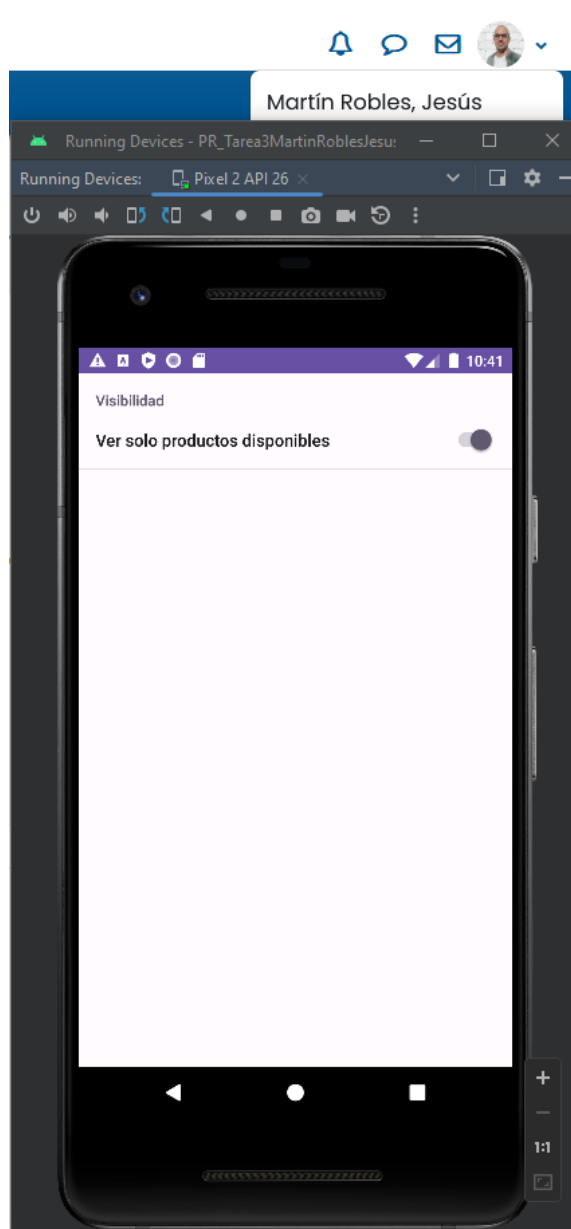 Martín Robles, Jesús
Running Devices - PR_Tarea3MartinRoblesJesu
Running Devices: Pixel 2 API 26
10:41
Visibilidad
Ver solo productos disponibles
1:1